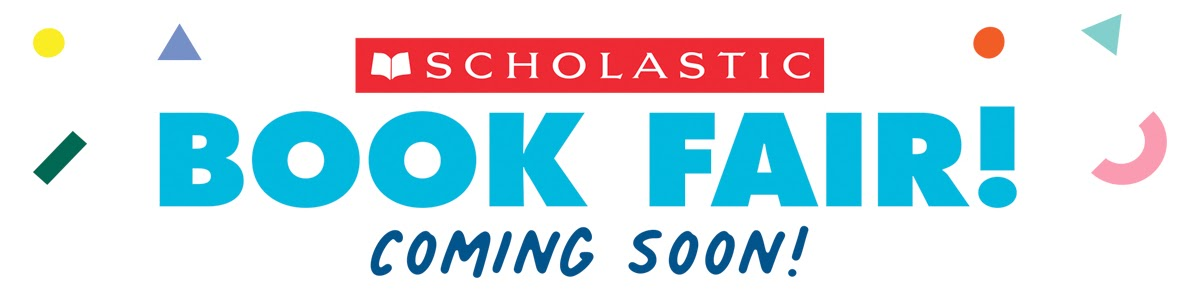 SCHOLASTIC
BOOK FAIR!
COMING SOON!